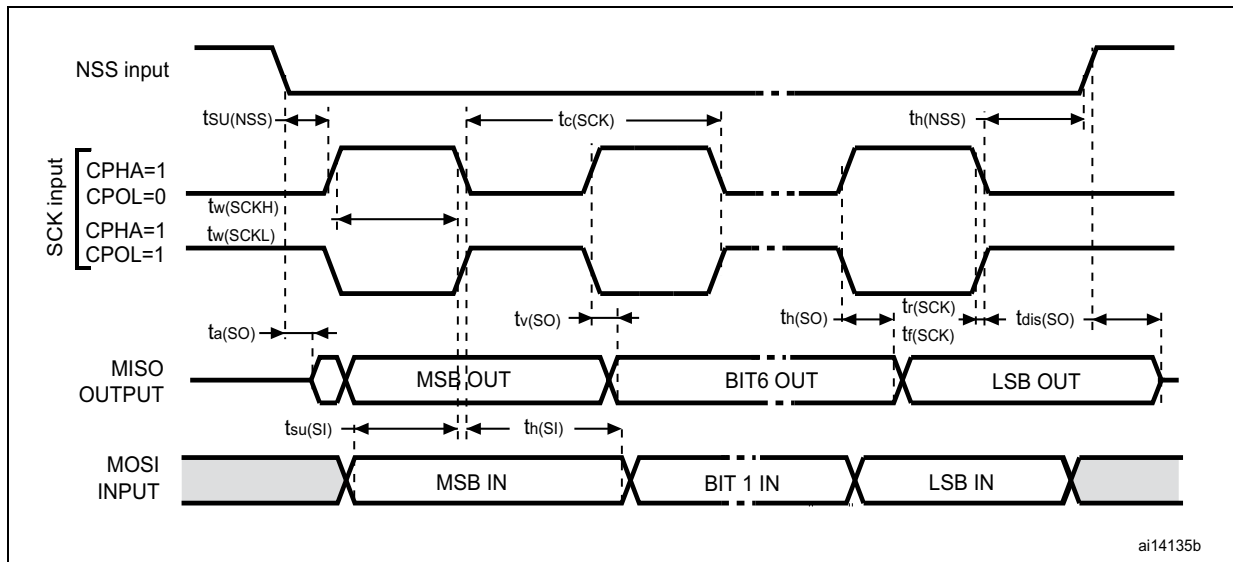 NSS input
tSU(NSS)
tc(SCK)
th(NSS)
SCK input
CPHA=1
CPOL=0
tw(SCKH)
CPHA=1
tw(SCKL)
CPOL=1
ta(SO)
tv(SO)
th(SO)
tr(SCK)
tf(SCK)
tdis(SO)
MISO
OUTPUT
MSB OUT
BIT6 OUT
LSB OUT
tsu(SI)
th(SI)
MOSI
INPUT
MSB IN
BIT 1 IN
LSB IN
ai14135b